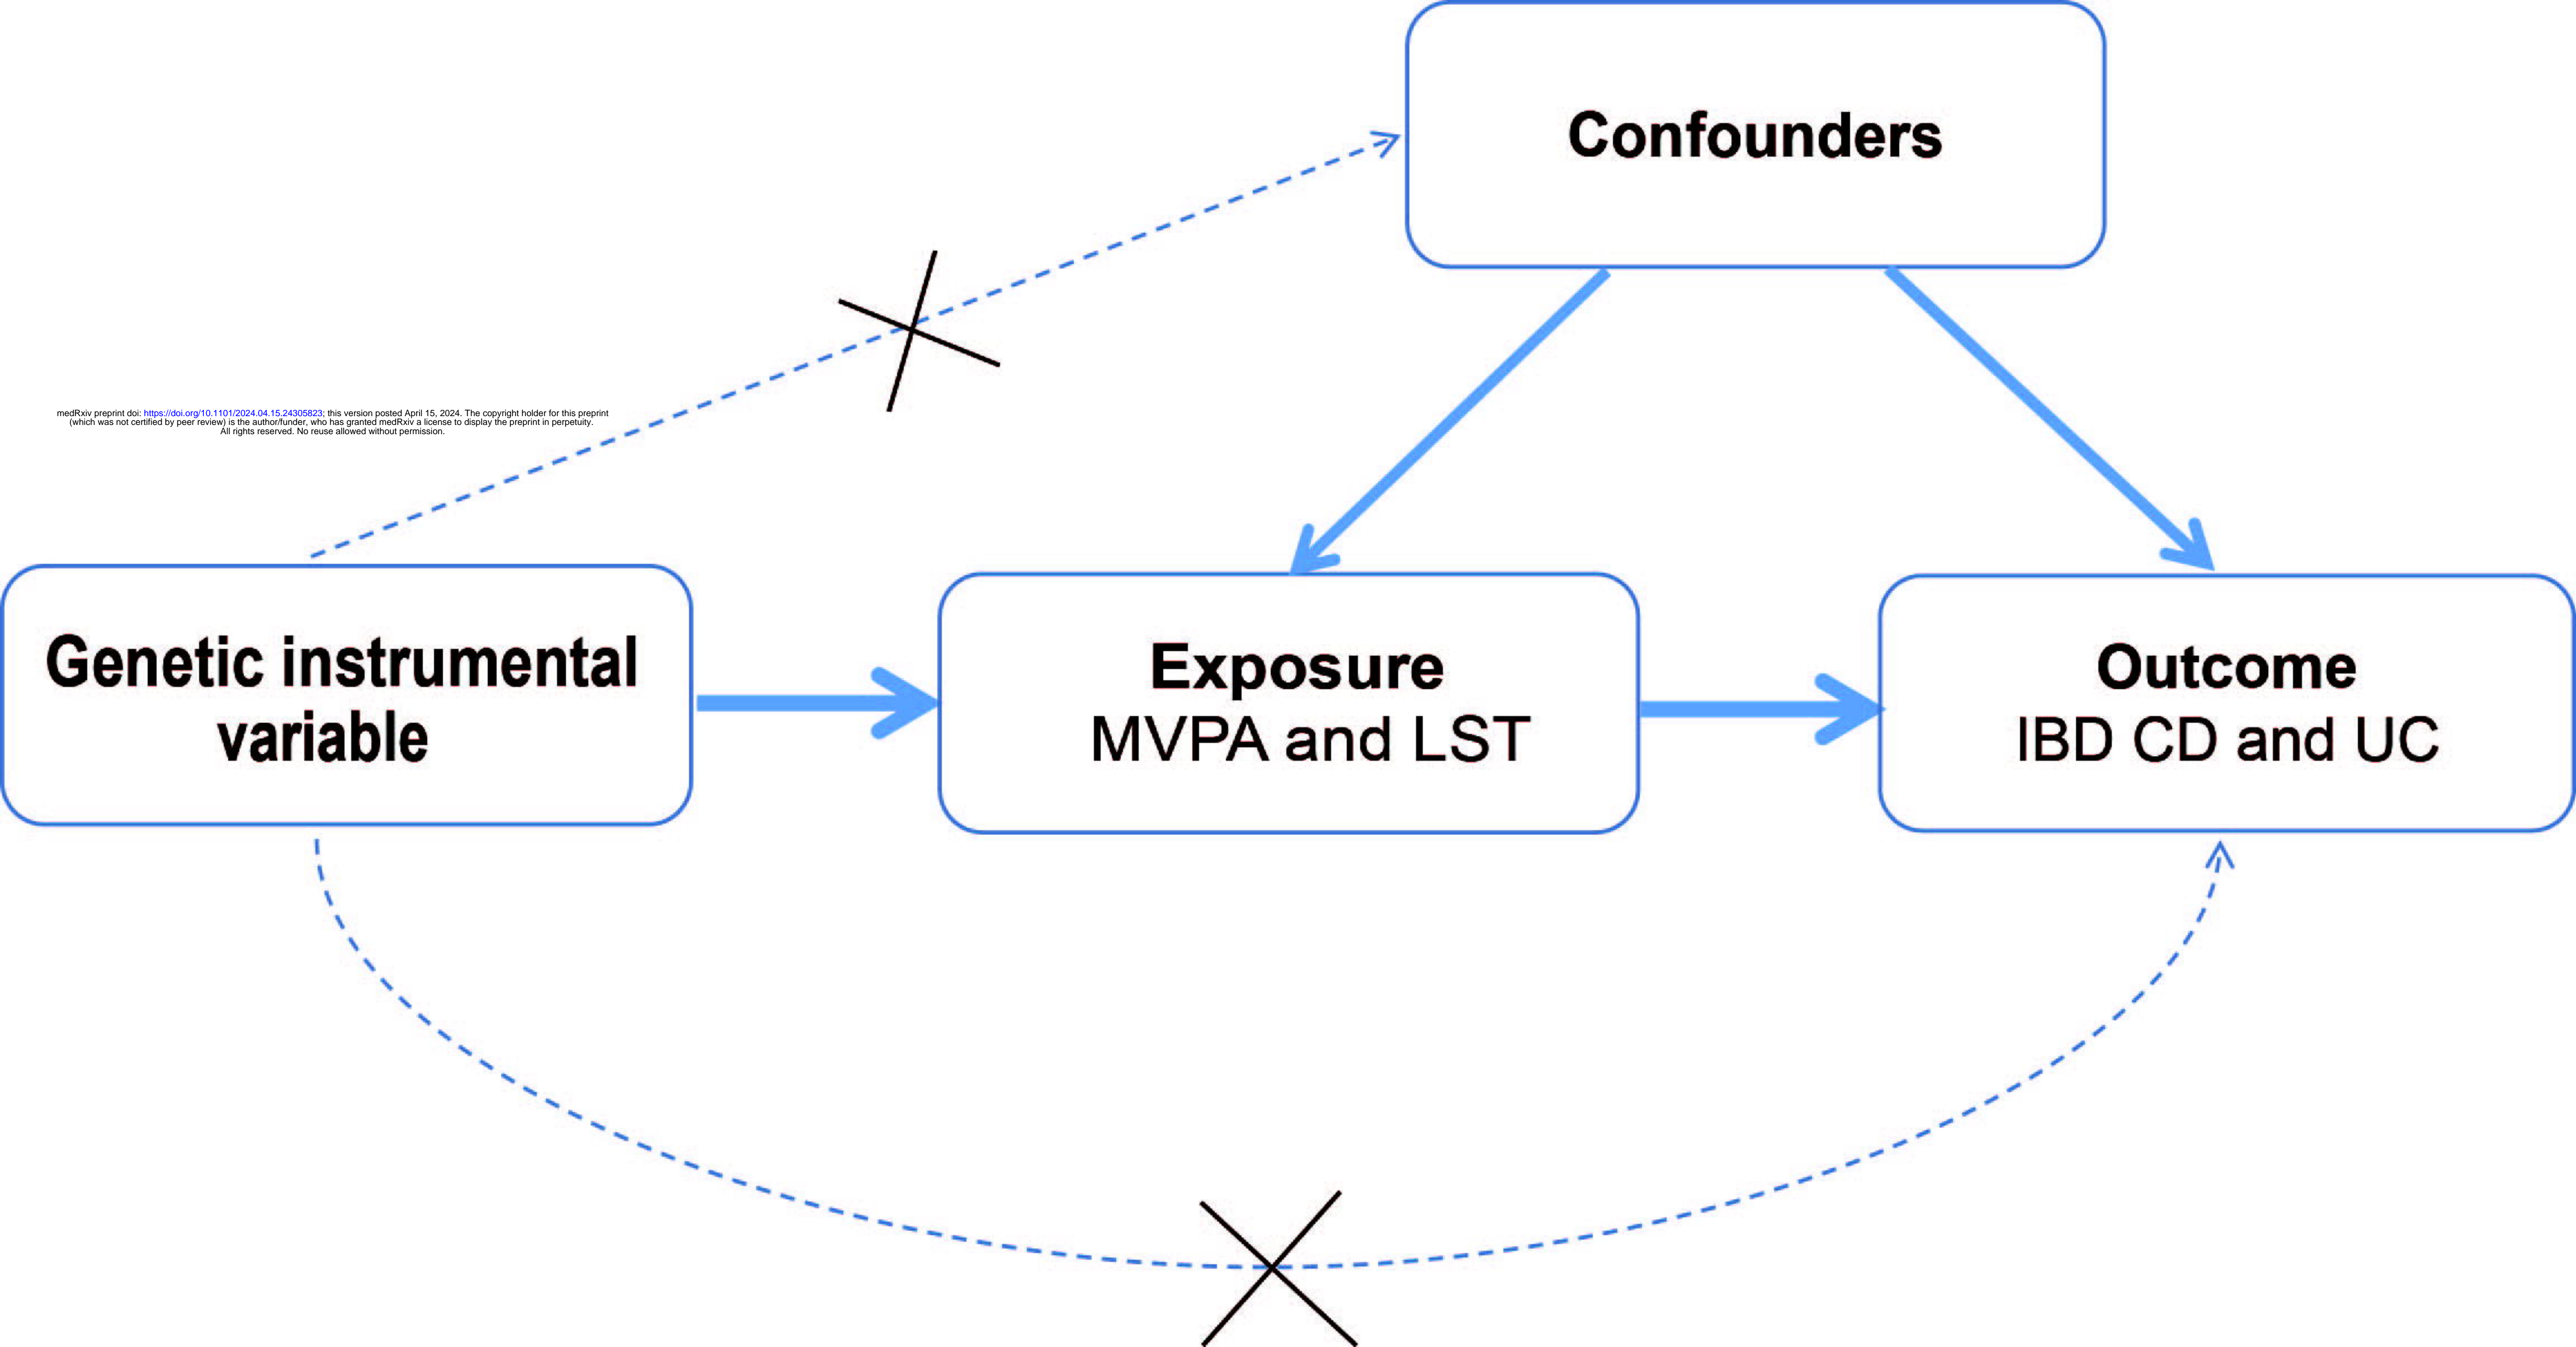 Confounders
medRxiv preprint doi: https://doi.org/10.1101/2024.04.15.24305823; this version posted April 15, 2024. The copyright holder for this preprint
(which was not certified by peer review) is the author/funder, who has granted medRxiv a license to display the preprint in perpetuity.
All rights reserved. No reuse allowed without permission.
Genetic instrumental
variable
Exposure
MVPA and LST
Outcome
IBD CD and UC